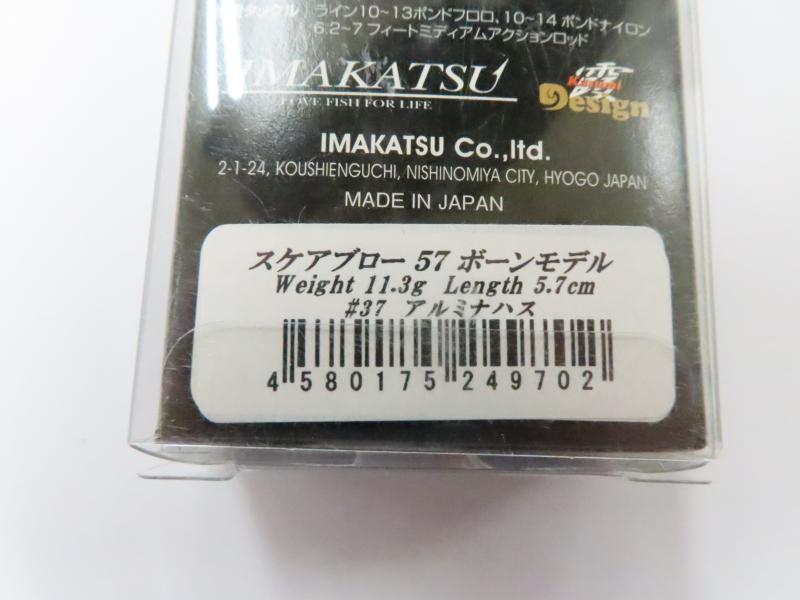 タックル ライン10~13ポンドフロロ、10~14 ポンドナイロン
6.2~7 フィートミディアムアクションロッド
IMAKATSU
LOVE FISH FOR LIFE
Kasumi
Design
IMAKATSU Co.,ltd.
2-1-24, KOUSHIENGUCHI, NISHINOMIYA CITY, HYOGO JAPAN
MADE IN JAPAN
スケアブロー 57 ボーンモデル
Weight 11.3g Length 5.7cm
#37 アルミナハス
4 580175 249702